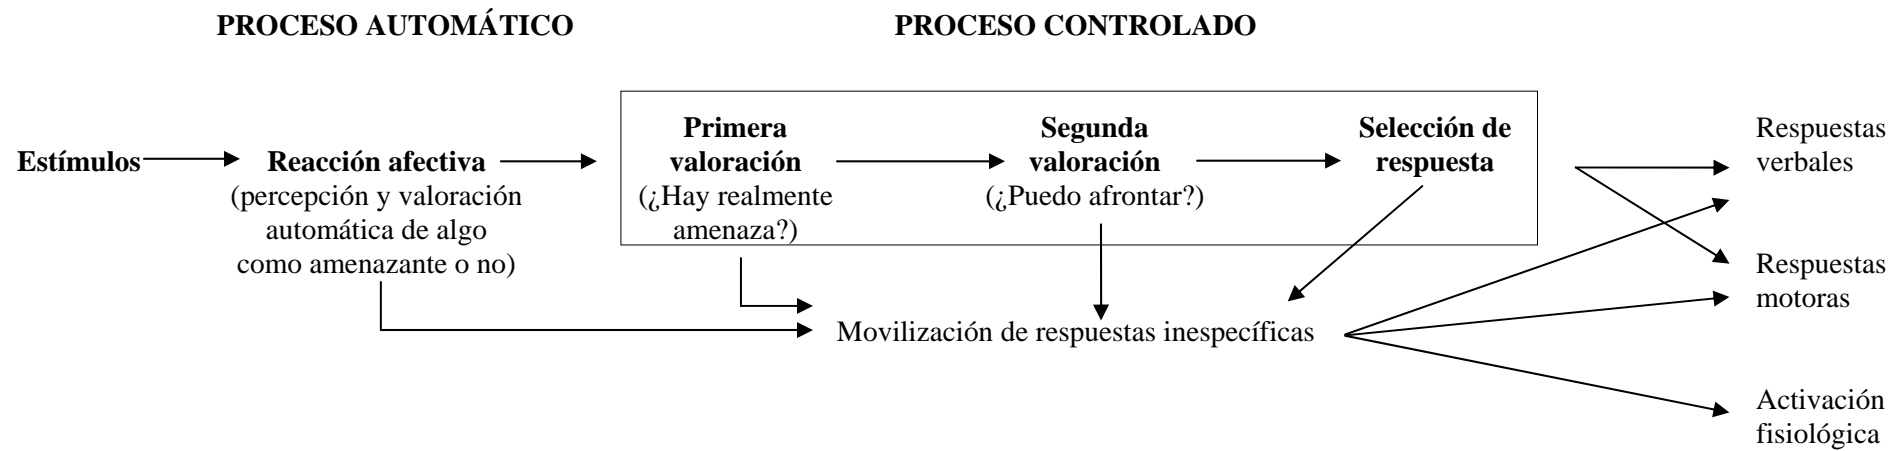 PROCESO AUTOMÁTICO
PROCESO CONTROLADO
Estímulos
Reacción afectiva
(percepción y valoración
automática de algo
como amenazante o no)
Primera
valoración
(¿Hay realmente
amenaza?)
Segunda
valoración
(¿Puedo afrontar?)
Selección de
respuesta
Movilización de respuestas inespecíficas
Respuestas
verbales
Respuestas
motoras
Activación
fisiológica